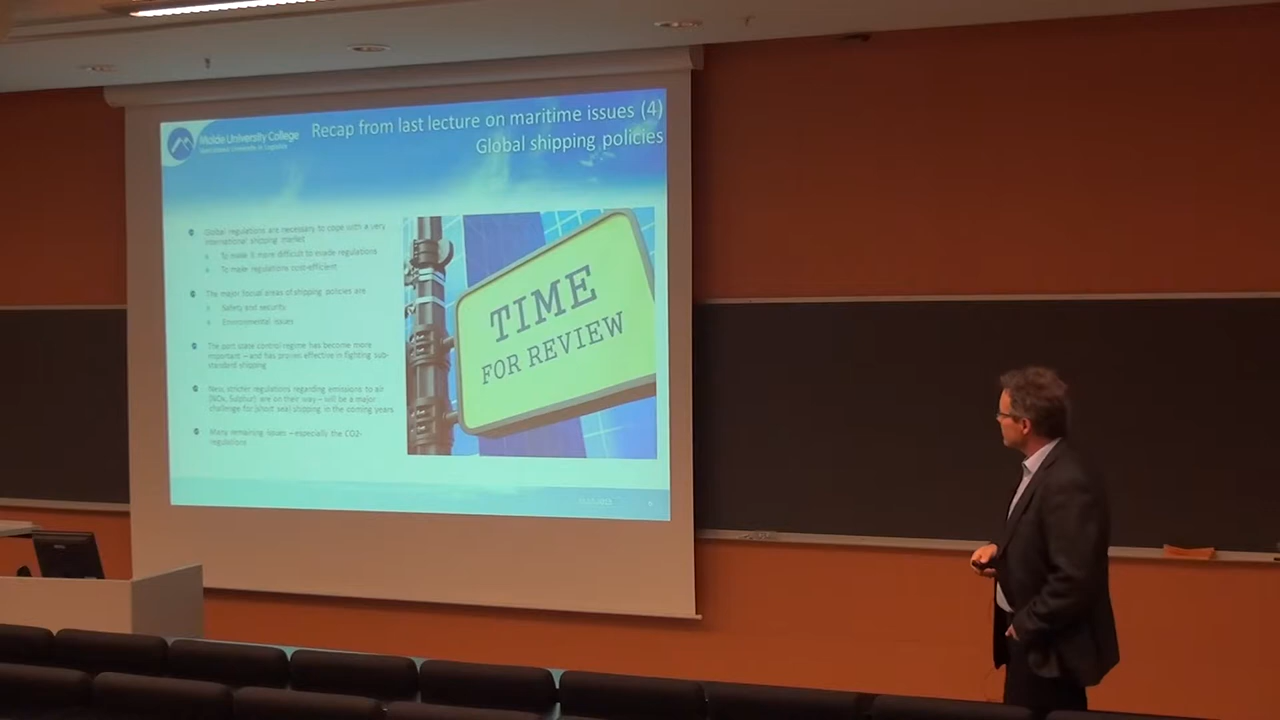 Molde University College
Recap from last lecture on maritime issues (4)
Global shipping policies
Global regulations are necessary to cope with a very
international shipping market
To make it more difficult to evade regulations
To make regulations cost-efficient
The major focual areas of shipping policies are
Safety and security
Environmental issues
The port state control regime has become more
important – and has proven effective in fighting sub-
standard shipping
New, stricter regulations regarding emissions to air
(NOx, Sulphur) are on their way – will be a major
challenge for (short sea) shipping in the coming years
Many remaining issues – especially the CO2-
regulations
TIME
FOR REVIEW